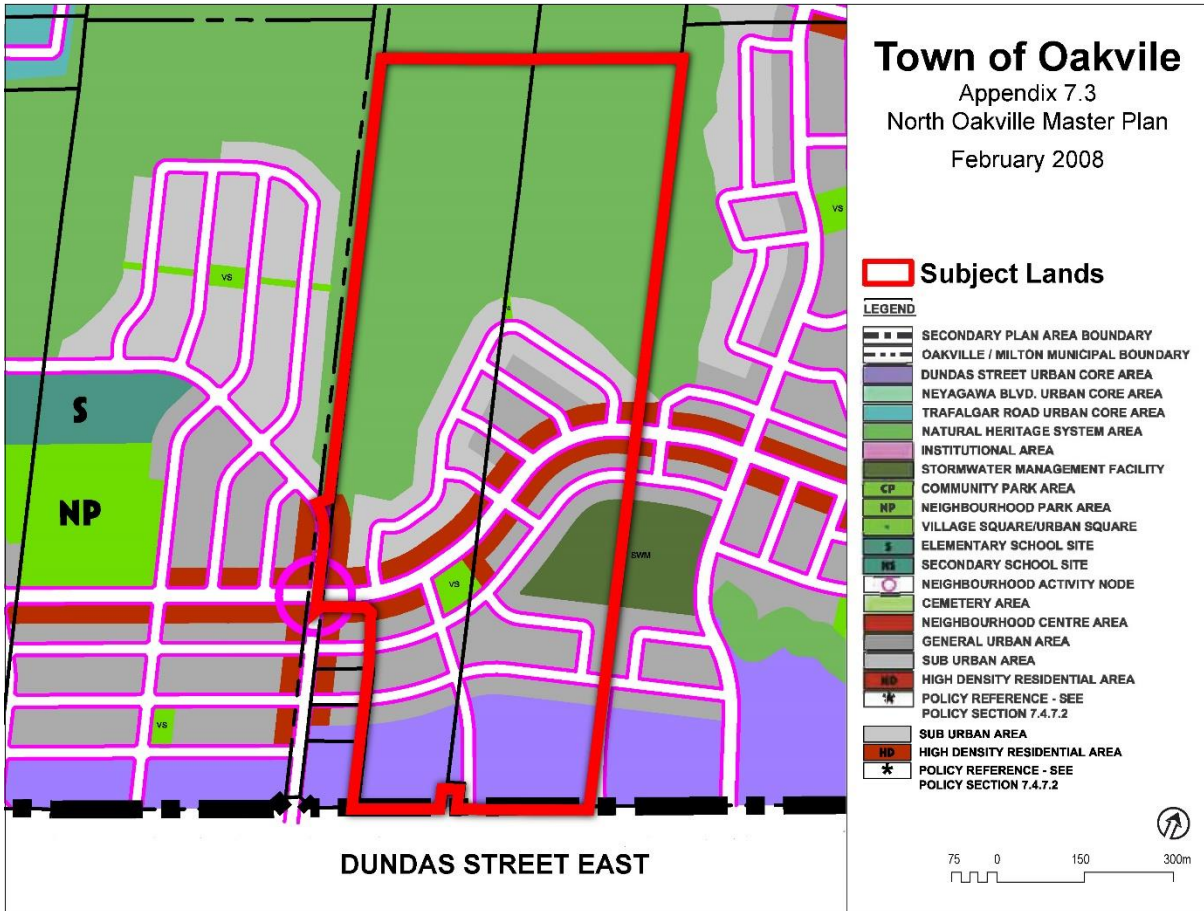 Town of Oakvile
Appendix 7.3
North Oakville Master Plan
February 2008
Subject Lands
LEGEND
SECONDARY PLAN AREA BOUNDARY
OAKVILLE / MILTON MUNICIPAL BOUNDARY
DUNDAS STREET URBAN CORE AREA
NEYAGAWA BLVD. URBAN CORE AREA
TRAFALGAR ROAD URBAN CORE AREA
NATURAL HERITAGE SYSTEM AREA
INSTITUTIONAL AREA
STORMWATER MANAGEMENT FACILITY
CP COMMUNITY PARK AREA
NP NEIGHBOURHOOD PARK AREA
VILLAGE SQUARE/URBAN SQUARE
S ELEMENTARY SCHOOL SITE
SECONDARY SCHOOL SITE
NEIGHBOURHOOD ACTIVITY NODE
CEMETERY AREA
NEIGHBOURHOOD CENTRE AREA
GENERAL URBAN AREA
SUB URBAN AREA
HD HIGH DENSITY RESIDENTIAL AREA
* POLICY REFERENCE - SEE
POLICY SECTION 7.4.7.2
SUB URBAN AREA
HD HIGH DENSITY RESIDENTIAL AREA
* POLICY REFERENCE - SEE
POLICY SECTION 7.4.7.2
75 0 150 300m
VS
VS
S
NP
SWM
VS
VS
DUNDAS STREET EAST